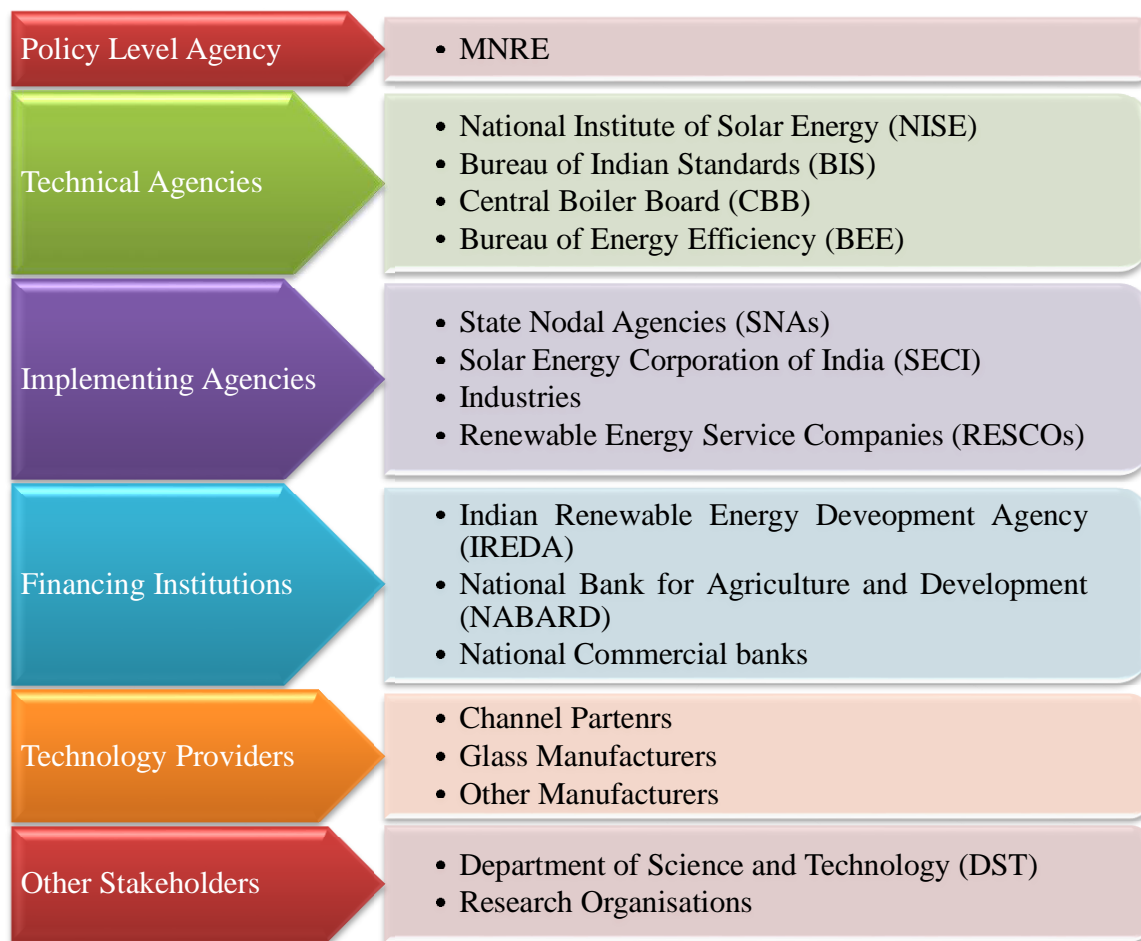 Policy Level Agency
• MNRE
Technical Agencies
• National Institute of Solar Energy (NISE)
• Bureau of Indian Standards (BIS)
• Central Boiler Board (CBB)
• Bureau of Energy Efficiency (BEE)
Implementing Agencies
• State Nodal Agencies (SNAs)
• Solar Energy Corporation of India (SECI)
• Industries
• Renewable Energy Service Companies (RESCOs)
Financing Institutions
• Indian Renewable Energy Deveopment Agency
(IREDA)
• National Bank for Agriculture and Development
(NABARD)
• National Commercial banks
Technology Providers
• Channel Partenrs
• Glass Manufacturers
• Other Manufacturers
Other Stakeholders
• Department of Science and Technology (DST)
• Research Organisations